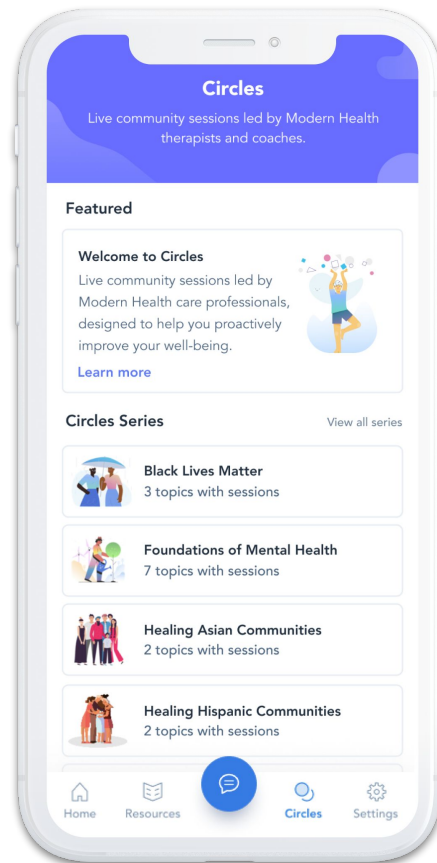 Circles
Live community sessions led by Modern Health
therapists and coaches.
Featured
Welcome to Circles
Live community sessions led by
Modern Health care professionals,
designed to help you proactively
improve your well-being.
Learn more
Circles Series
View all series
Black Lives Matter
3 topics with sessions
Foundations of Mental Health
7 topics with sessions
Healing Asian Communities
2 topics with sessions
Healing Hispanic Communities
2 topics with sessions
Home
Resources
Circles
Settings